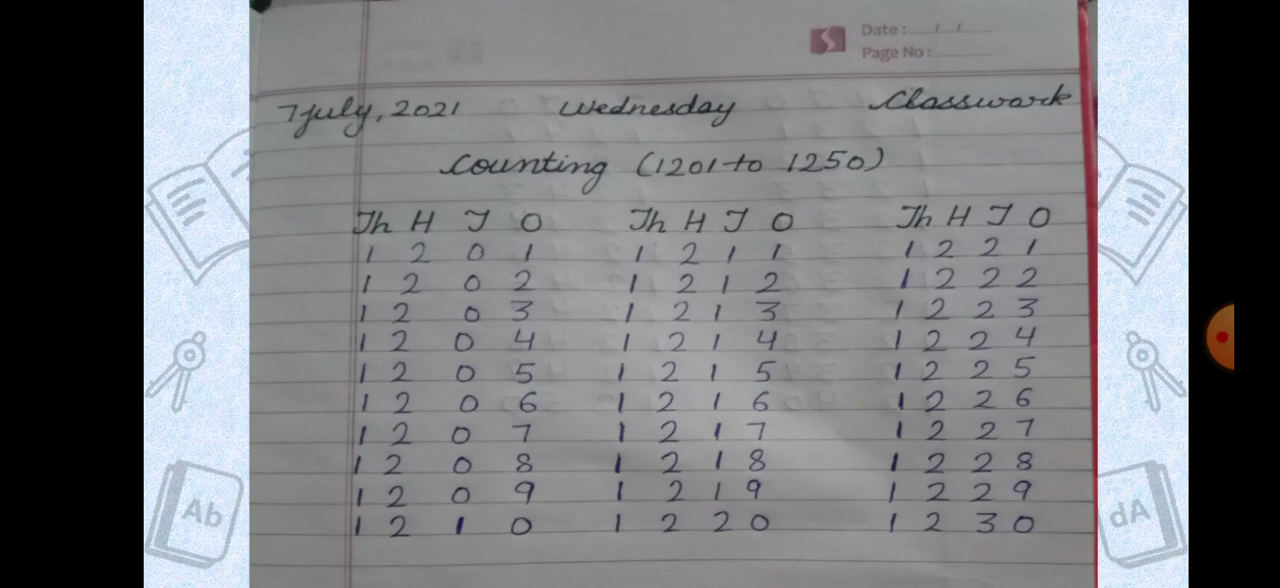 Date: / /
Page No:
7 July, 2021 Wednesday Classwork
Counting (1201 to 1250)
Th H T O Th H T O Th H T O
1 2 0 1 1 2 1 1 1 2 2 1
1 2 0 2 1 2 1 2 1 2 2 2
1 2 0 3 1 2 1 3 1 2 2 3
1 2 0 4 1 2 1 4 1 2 2 4
1 2 0 5 1 2 1 5 1 2 2 5
1 2 0 6 1 2 1 6 1 2 2 6
1 2 0 7 1 2 1 7 1 2 2 7
1 2 0 8 1 2 1 8 1 2 2 8
1 2 0 9 1 2 1 9 1 2 2 9
1 2 1 0 1 2 2 0 1 2 3 0
Ab dA